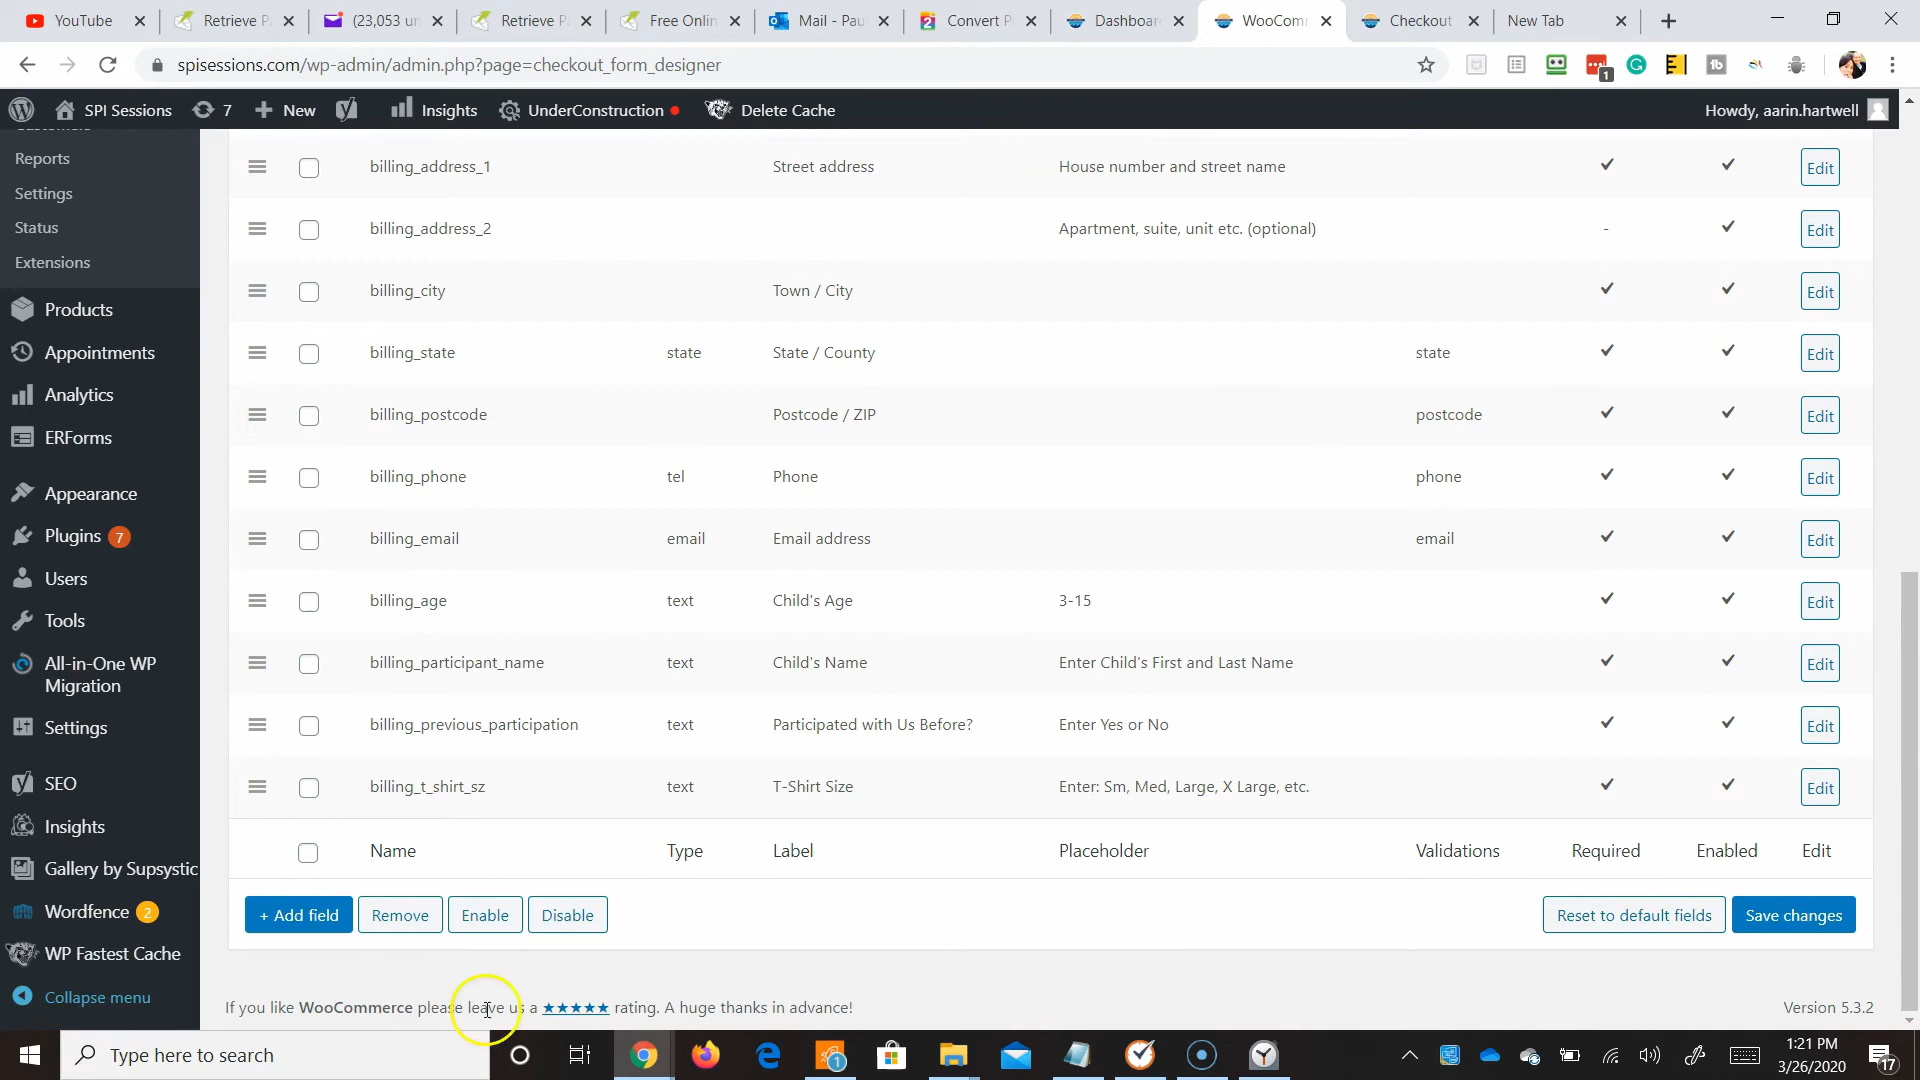 YouTube
Retrieve P
(23,053 un
Retrieve P
Free Onlin
Mail - Pau
Convert P
Dashboar
WooComm
Checkout
New Tab
spisessions.com/wp-admin/admin.php?page=checkout_form_designer
1
SPI Sessions
7
New
Insights
UnderConstruction
Delete Cache
Howdy, aarin.hartwell
Customers
Reports
Settings
Status
Extensions
Products
Appointments
Analytics
ERForms
Appearance
Plugins 7
Users
Tools
All-in-One WP
Migration
Settings
SEO
Insights
Gallery by Supsystic
Wordfence 2
WP Fastest Cache
Collapse menu
billing_address_1 Street address House number and street name Edit
billing_address_2 Apartment, suite, unit etc. (optional) - Edit
billing_city Town / City Edit
billing_state state State / County state Edit
billing_postcode Postcode / ZIP postcode Edit
billing_phone tel Phone phone Edit
billing_email email Email address email Edit
billing_age text Child's Age 3-15 Edit
billing_participant_name text Child's Name Enter Child's First and Last Name Edit
billing_previous_participation text Participated with Us Before? Enter Yes or No Edit
billing_t_shirt_sz text T-Shirt Size Enter: Sm, Med, Large, X Large, etc. Edit
Name Type Label Placeholder Validations Required Enabled Edit
+ Add field Remove Enable Disable Reset to default fields Save changes
If you like WooCommerce please leave us a ★★★★★ rating. A huge thanks in advance! Version 5.3.2
Type here to search
1
1:21 PM
3/26/2020
17